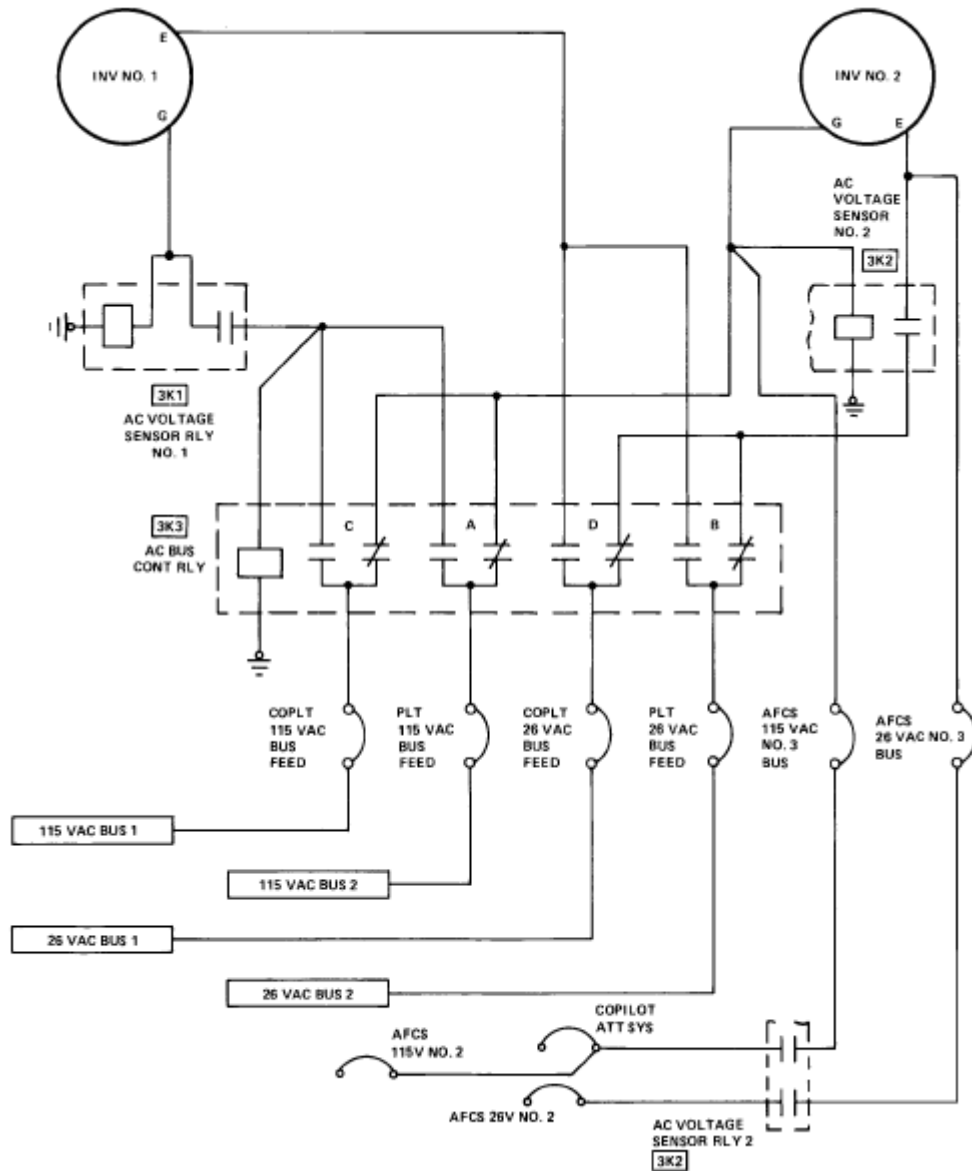 E
INV NO. 1
G
INV NO. 2
G
E
AC
VOLTAGE
SENSOR
NO. 2
3K2
3K1
AC VOLTAGE
SENSOR RLY
NO. 1
3K3
AC BUS
CONT RLY
C
A
D
B
COPLT
115 VAC
BUS
FEED
PLT
115 VAC
BUS
FEED
COPLT
26 VAC
BUS
FEED
PLT
26 VAC
BUS
FEED
AFCS
115 VAC
NO. 3
BUS
AFCS
26 VAC NO. 3
BUS
115 VAC BUS 1
115 VAC BUS 2
26 VAC BUS 1
26 VAC BUS 2
COPILOT
ATT SYS
AFCS
115V NO. 2
AFCS 26V NO. 2
AC VOLTAGE
SENSOR RLY 2
3K2